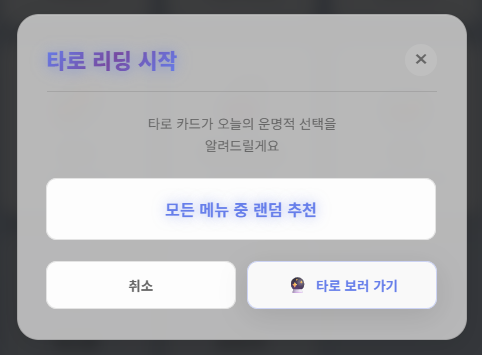 타로 리딩 시작
✕
타로 카드가 오늘의 운명적 선택을
알려드릴게요
모든 메뉴 중 랜덤 추천
취소
🔮 타로 보러 가기